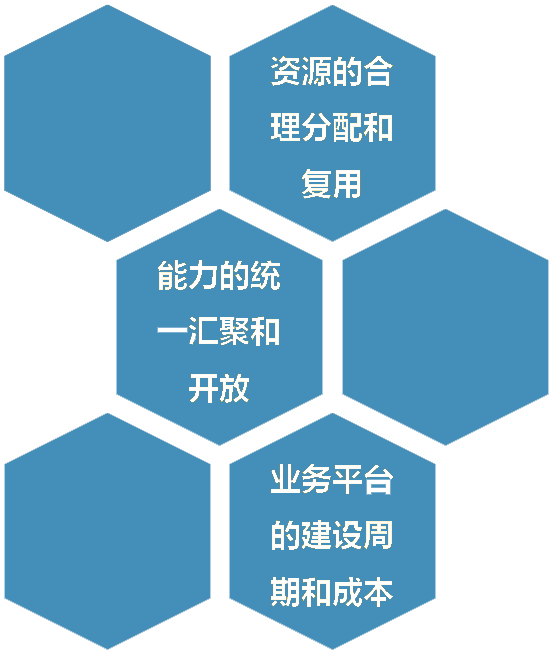 资源的合
理分配和
复用
能力的统
一汇聚和
开放
业务平台
的建设周
期和成本